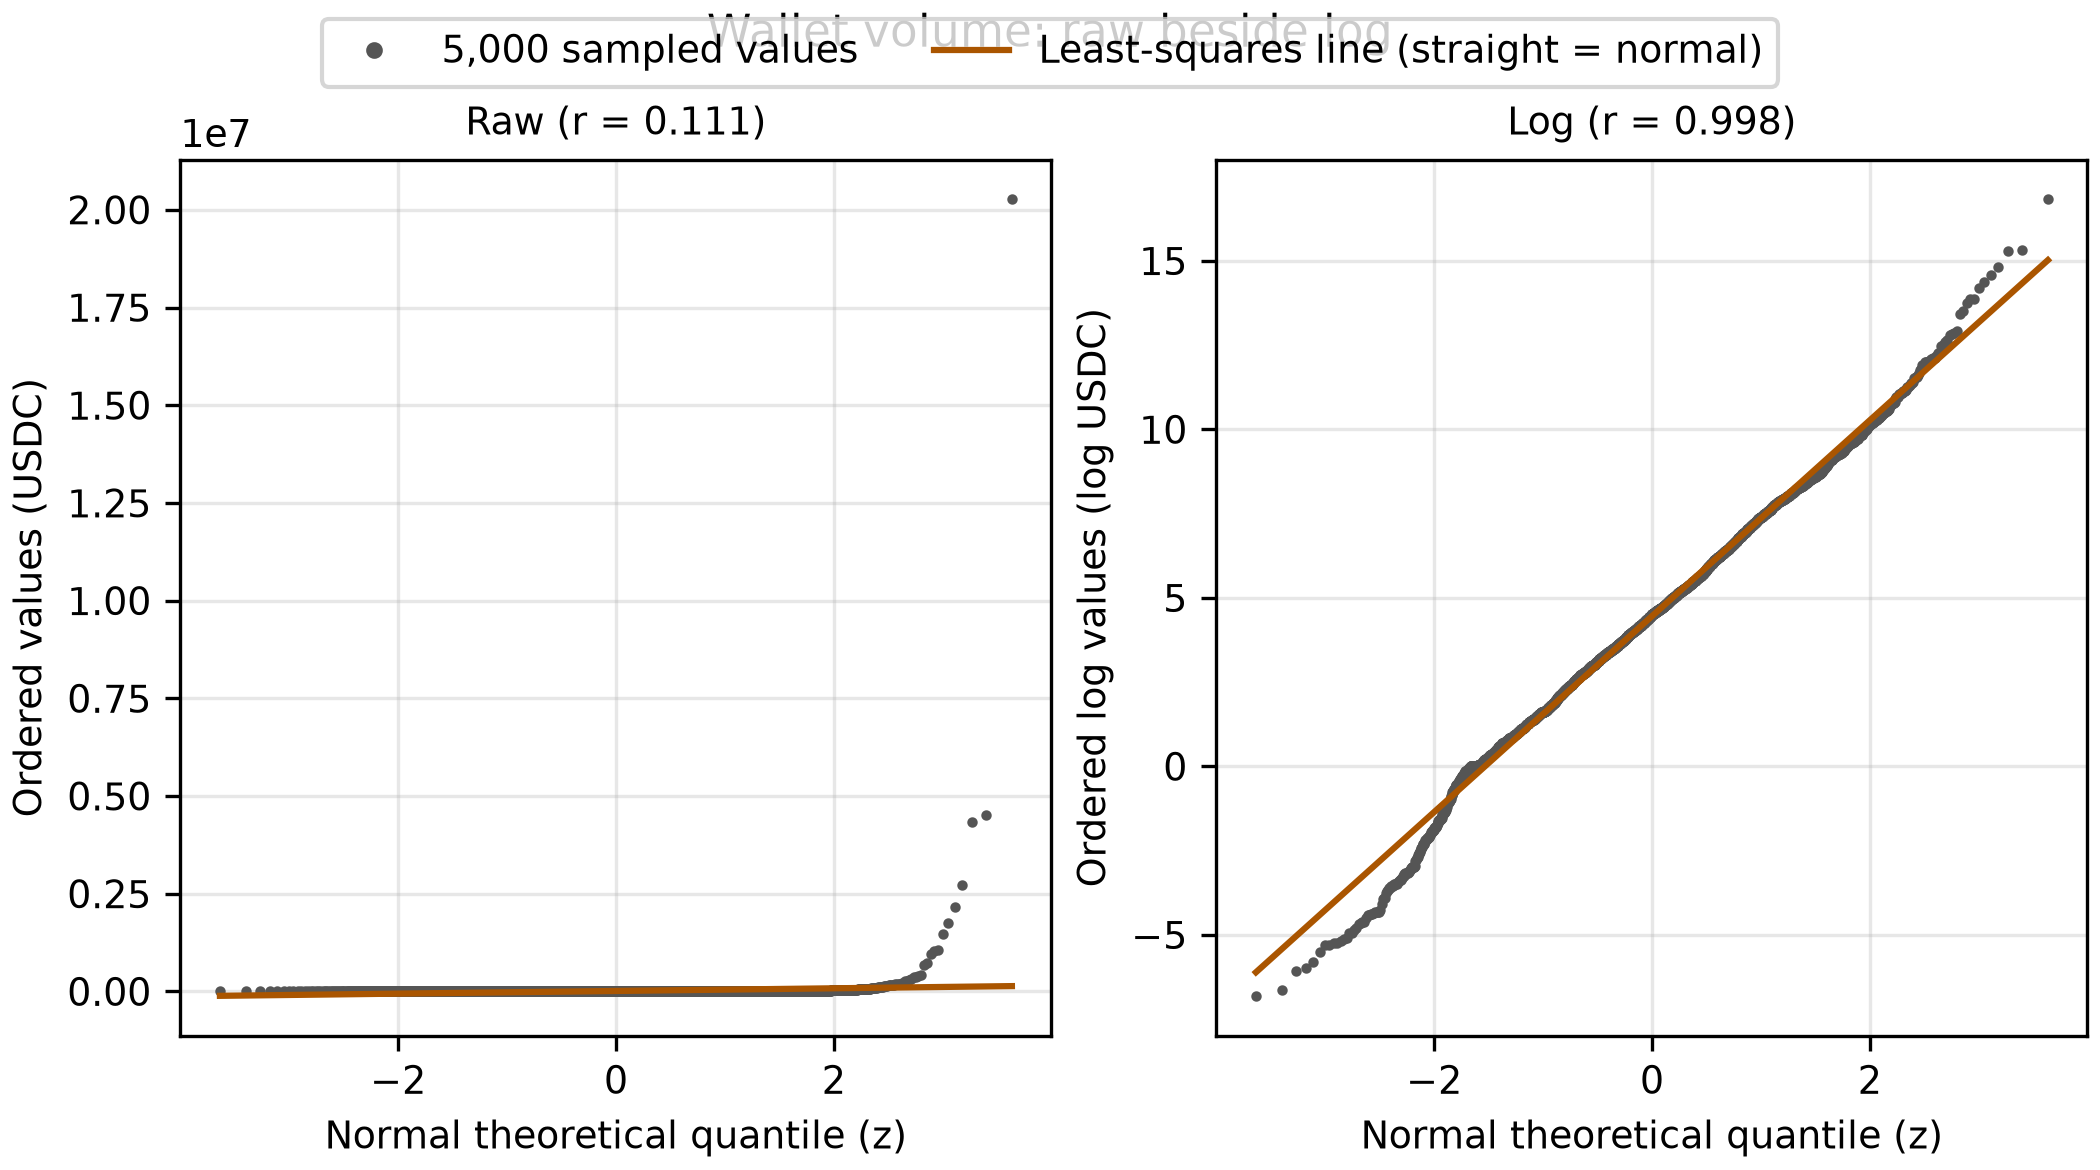 Wallet volume: raw beside log
5,000 sampled values
Least-squares line (straight = normal)
Raw (r = 0.111)
1e7
2.00
1.75
1.50
1.25
1.00
0.75
0.50
0.25
0.00
Ordered values (USDC)
−2
0
2
Normal theoretical quantile (z)
Log (r = 0.998)
15
10
5
0
−5
Ordered log values (log USDC)
−2
0
2
Normal theoretical quantile (z)